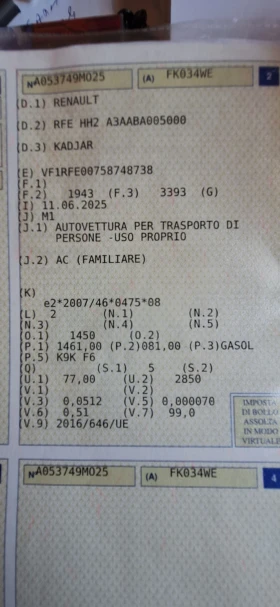 N A053749MO25 (A) FK034WE 2
(D.1) RENAULT
(D.2) RFE HH2 A3AABA005000
(D.3) KADJAR
(E) VF1RFE00758748738
(F.1)
(F.2) 1943 (F.3) 3393 (G)
(I) 11.06.2025
(J) M1
(J.1) AUTOVETTURA PER TRASPORTO DI
PERSONE -USO PROPRIO
(J.2) AC (FAMILIARE)
(K)
e2*2007/46*0475*08
(L) 2 (N.1) (N.2)
(N.3) (N.4) (N.5)
(O.1) 1450 (O.2)
(P.1) 1461,00 (P.2)081,00 (P.3)GASOL
(P.5) K9K F6
(Q) (S.1) 5 (S.2)
(U.1) 77,00 (U.2) 2850
(V.1) (V.2)
(V.3) 0,0512 (V.5) 0,000070
(V.6) 0,51 (V.7) 99,0
(V.9) 2016/646/UE
IMPOSTA
DI BOLLO
ASSOLTA
IN MODO
VIRTUALE
N A053749MO25 (A) FK034WE 4